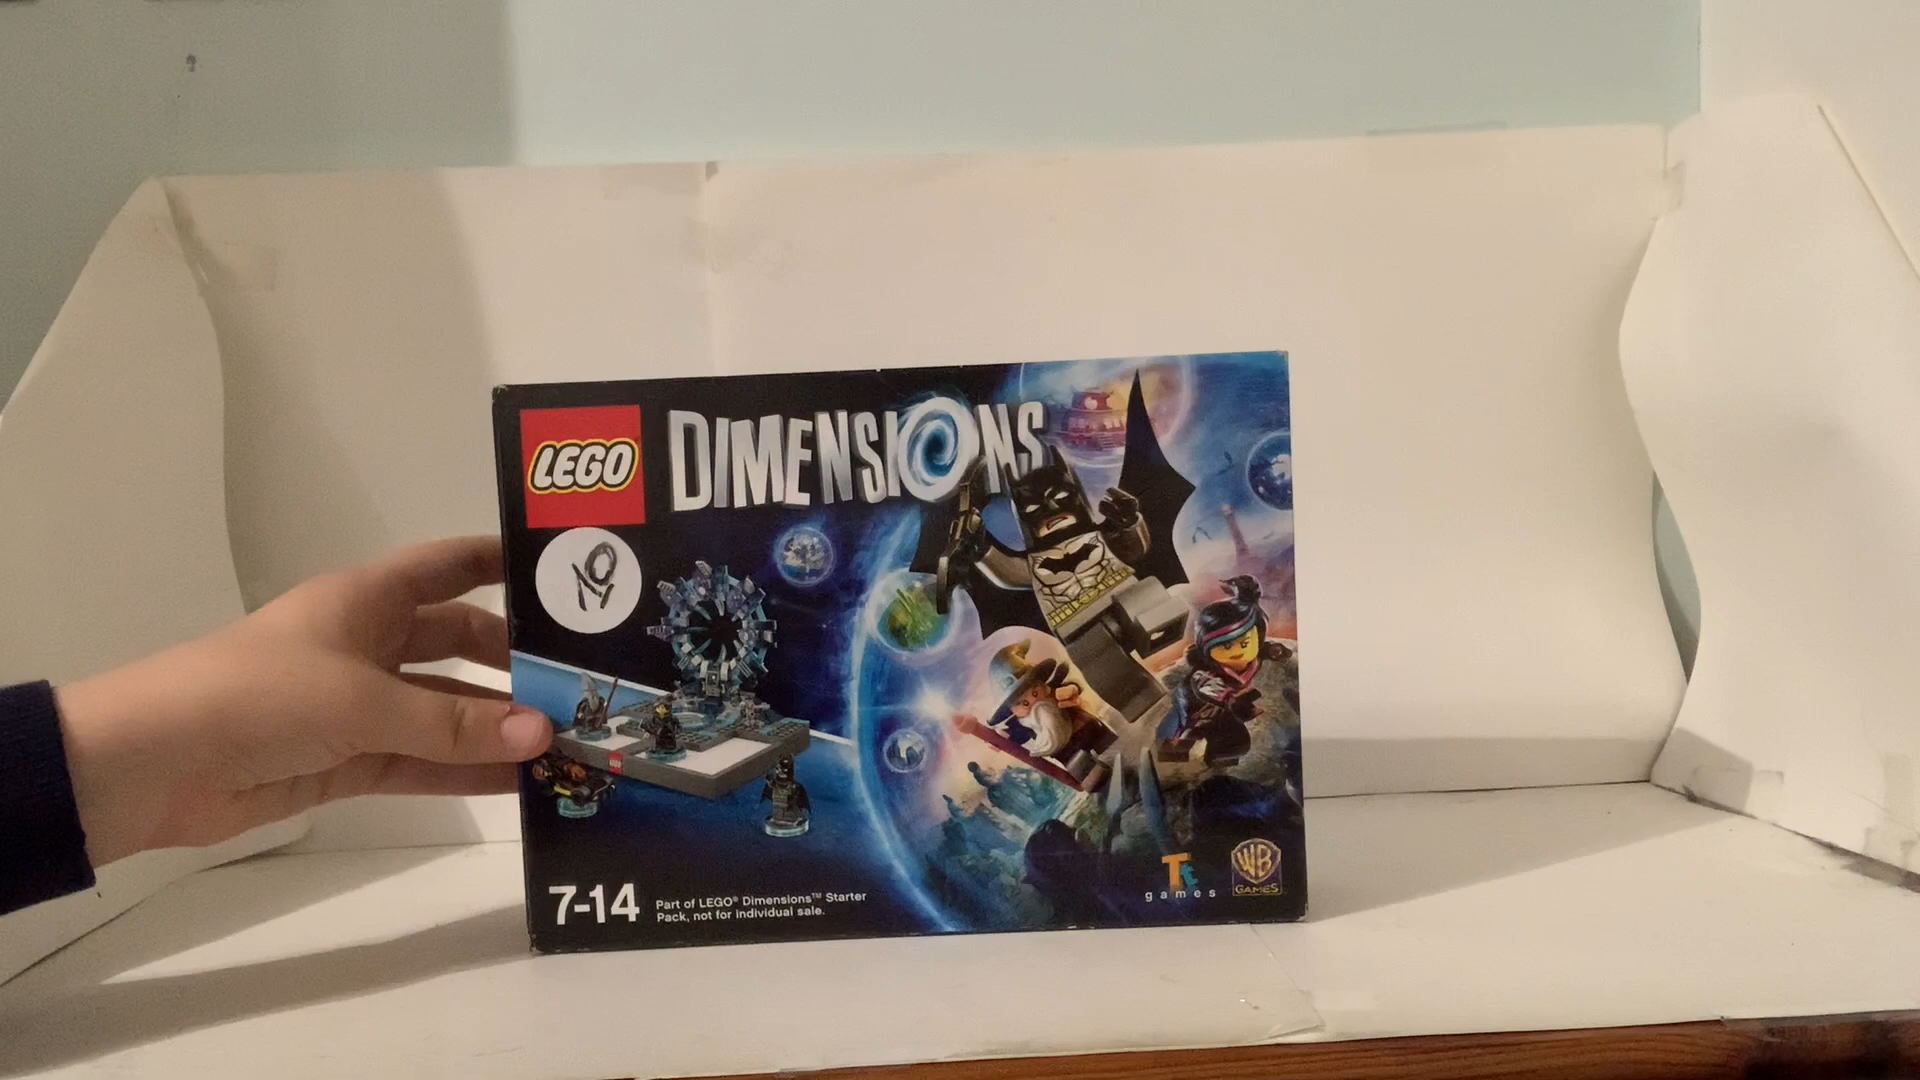 LEGO
DIMENSIONS
7-14
Part of LEGO® Dimensions™ Starter
Pack, not for individual sale.
TT
games
WB
GAMES